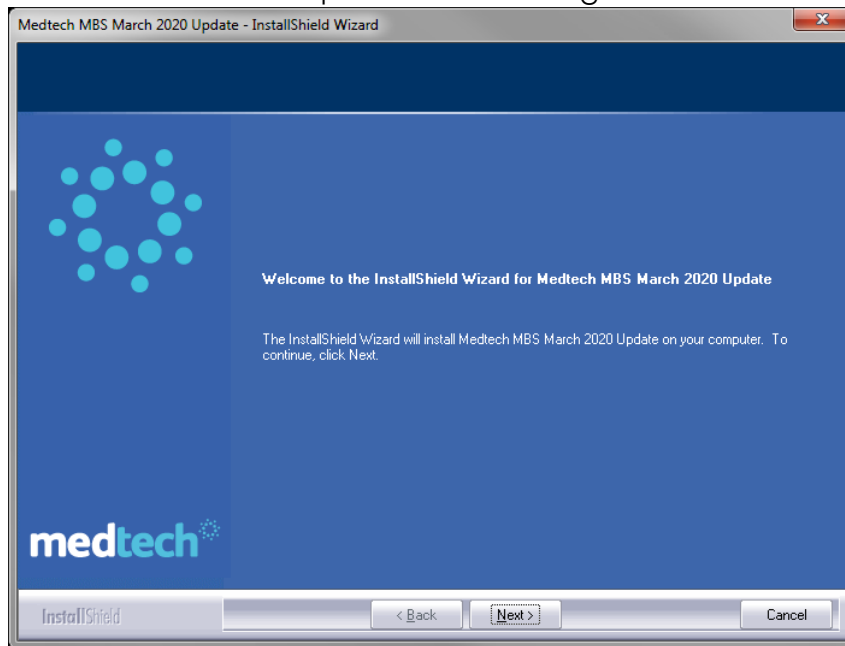 Medtech MBS March 2020 Update - InstallShield Wizard
Welcome to the InstallShield Wizard for Medtech MBS March 2020 Update
The InstallShield Wizard will install Medtech MBS March 2020 Update on your computer. To
continue, click Next.
medtech
InstallShield
< Back
Next >
Cancel